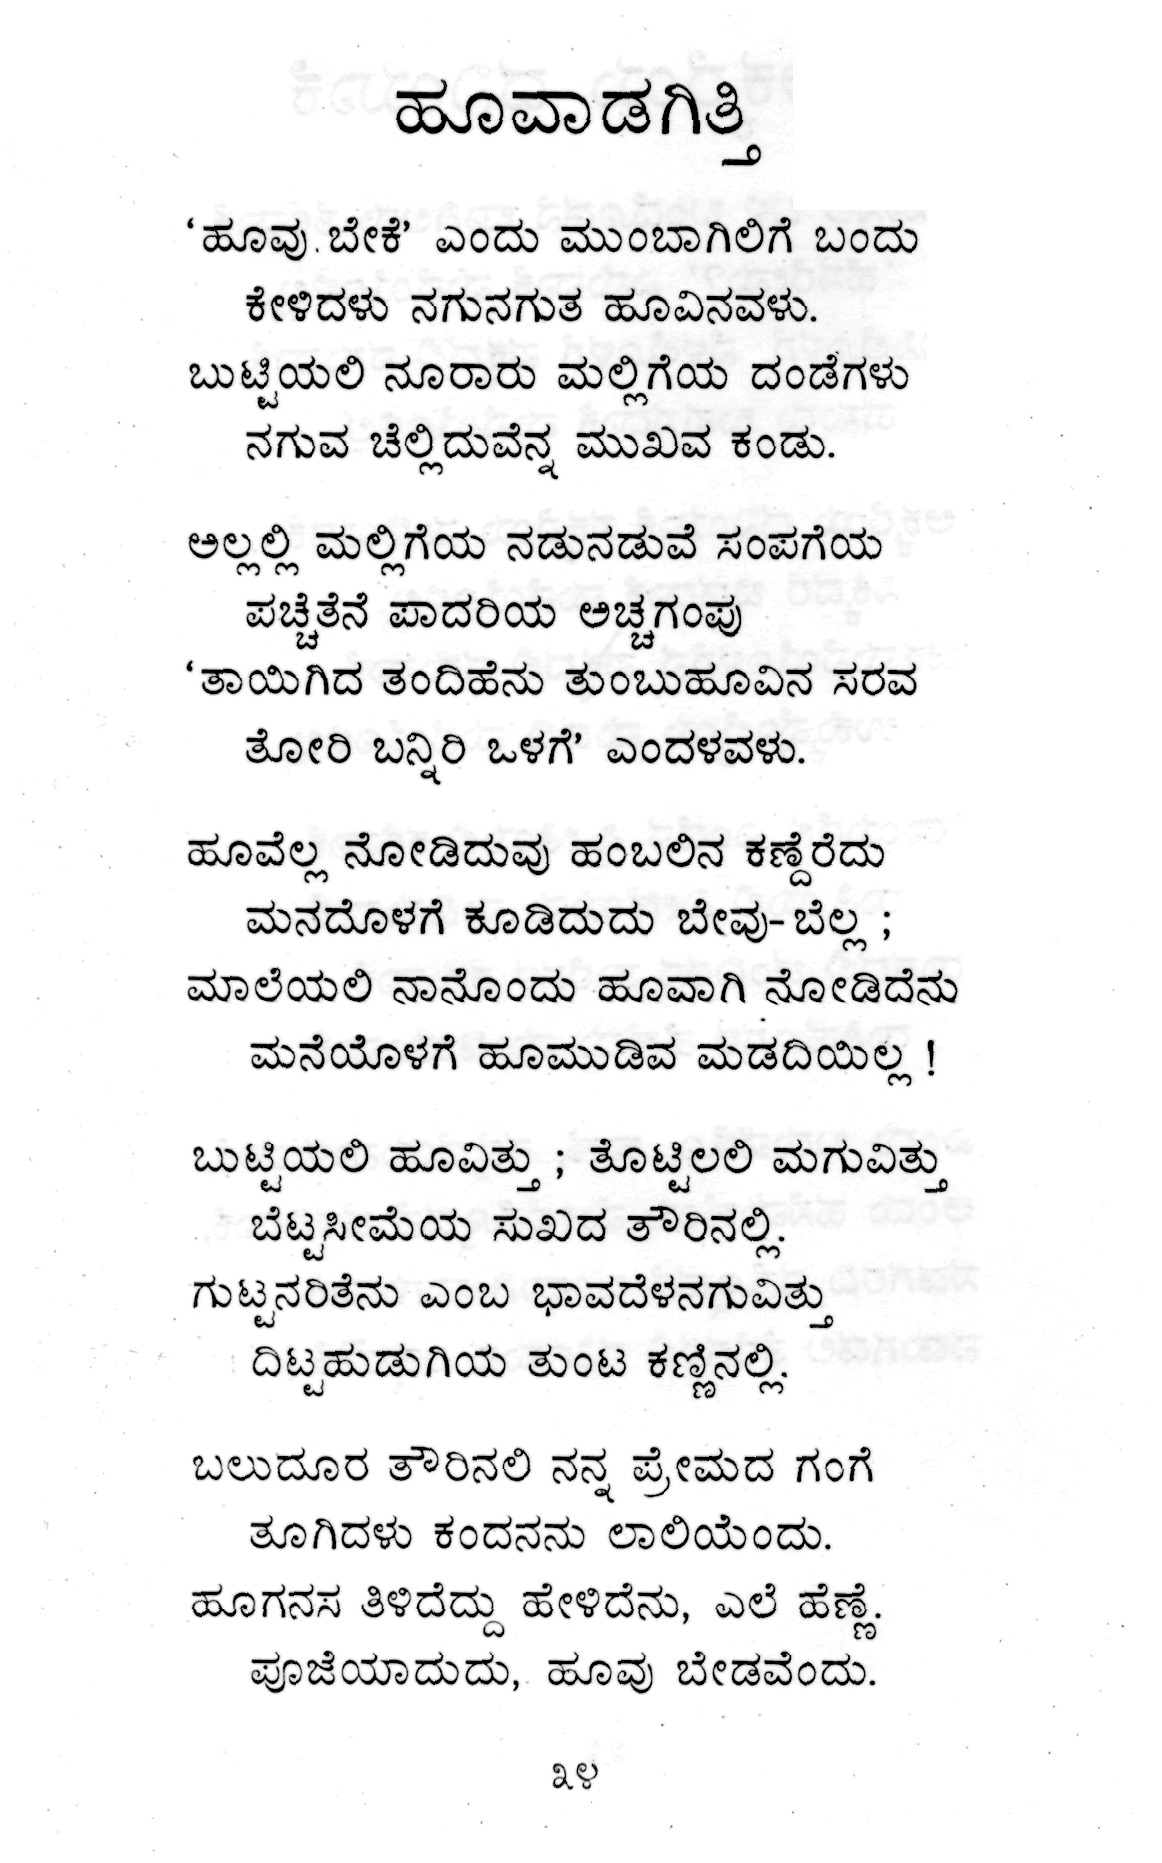 ಹೂವಾಡಗಿತ್ತಿ
‘ಹೂವು ಬೇಕೆ’ ಎಂದು ಮುಂಬಾಗಿಲಿಗೆ ಬಂದು
ಕೇಳಿದಳು ನಗುನಗುತ ಹೂವಿನವಳು.
ಬುಟ್ಟಿಯಲಿ ನೂರಾರು ಮಲ್ಲಿಗೆಯ ದಂಡೆಗಳು
ನಗುವ ಚೆಲ್ಲಿದುವೆನ್ನ ಮುಖವ ಕಂಡು.
ಅಲ್ಲಲ್ಲಿ ಮಲ್ಲಿಗೆಯ ನಡುನಡುವೆ ಸಂಪಗೆಯ
ಪಚ್ಚೆತೆನೆ ಪಾದರಿಯ ಅಚ್ಚಗಂಪು
‘ತಾಯಿಗಿದ ತಂದಿಹೆನು ತುಂಬುಹೂವಿನ ಸರವ
ತೋರಿ ಬನ್ನಿರಿ ಒಳಗೆ’ ಎಂದಳವಳು.
ಹೂವೆಲ್ಲ ನೋಡಿದುವು ಹಂಬಲಿನ ಕಣ್ದೆರೆದು
ಮನದೊಳಗೆ ಕೂಡಿದುದು ಬೇವು-ಬೆಲ್ಲ ;
ಮಾಲೆಯಲಿ ನಾನೊಂದು ಹೂವಾಗಿ ನೋಡಿದೆನು
ಮನೆಯೊಳಗೆ ಹೂಮುಡಿವ ಮಡದಿಯಿಲ್ಲ !
ಬುಟ್ಟಿಯಲಿ ಹೂವಿತ್ತು ; ತೊಟ್ಟಿಲಲಿ ಮಗುವಿತ್ತು
ಬೆಟ್ಟಸೀಮೆಯ ಸುಖದ ತೌರಿನಲ್ಲಿ.
ಗುಟ್ಟನರಿತೆನು ಎಂಬ ಭಾವದೆಳನಗುವಿತ್ತು
ದಿಟ್ಟಹುಡುಗಿಯ ತುಂಟ ಕಣ್ಣಿನಲ್ಲಿ.
ಬಲುದೂರ ತೌರಿನಲಿ ನನ್ನ ಪ್ರೇಮದ ಗಂಗೆ
ತೂಗಿದಳು ಕಂದನನು ಲಾಲಿಯೆಂದು.
ಹೂಗನಸ ತಿಳಿದೆದ್ದು ಹೇಳಿದೆನು, ಎಲೆ ಹೆಣ್ಣೆ.
ಪೂಜೆಯಾದುದು, ಹೂವು ಬೇಡವೆಂದು.
೩೪